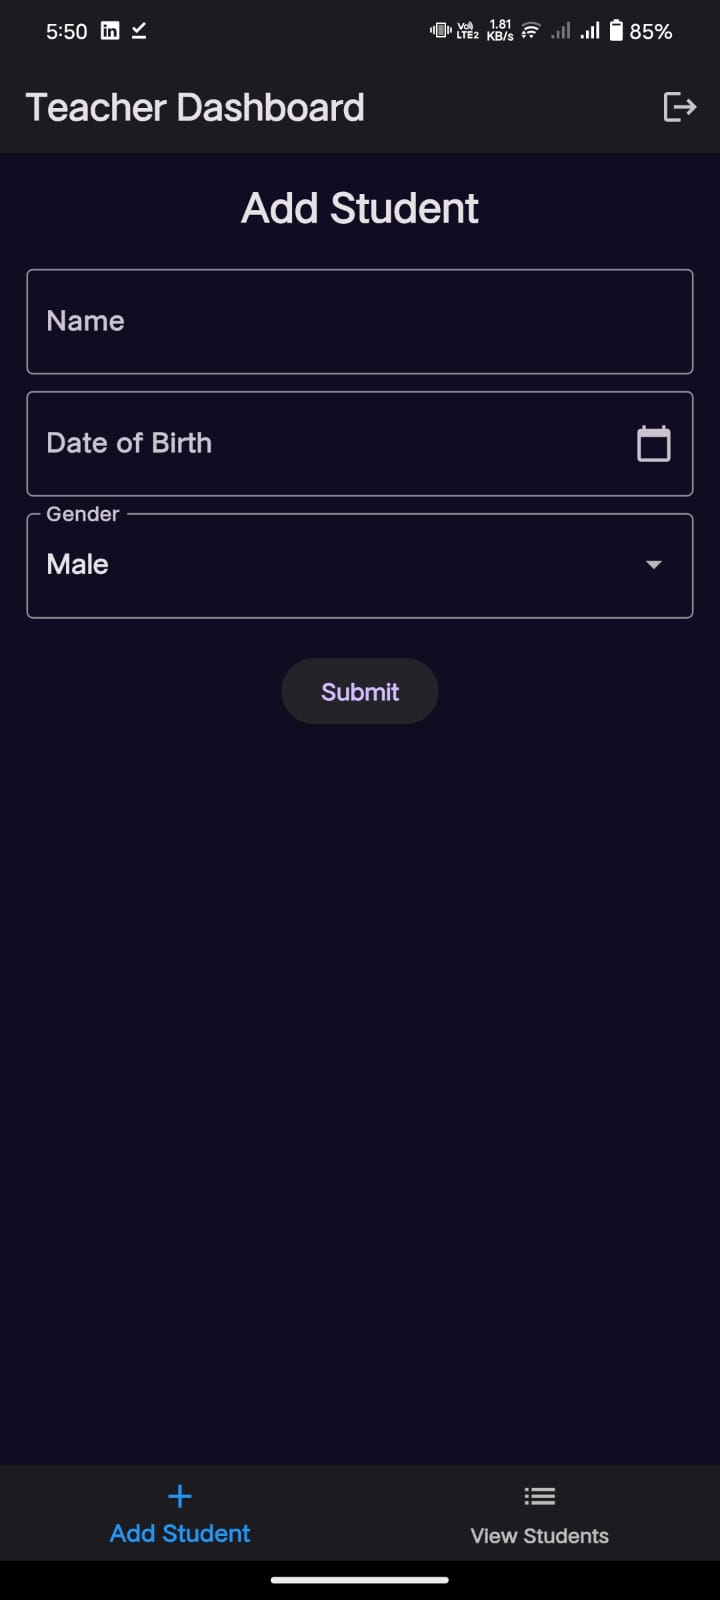 5:50 in Vo) LTE2 1.81 KB/s 85%
Teacher Dashboard
Add Student
Name
Date of Birth
Gender
Male
Submit
Add Student View Students